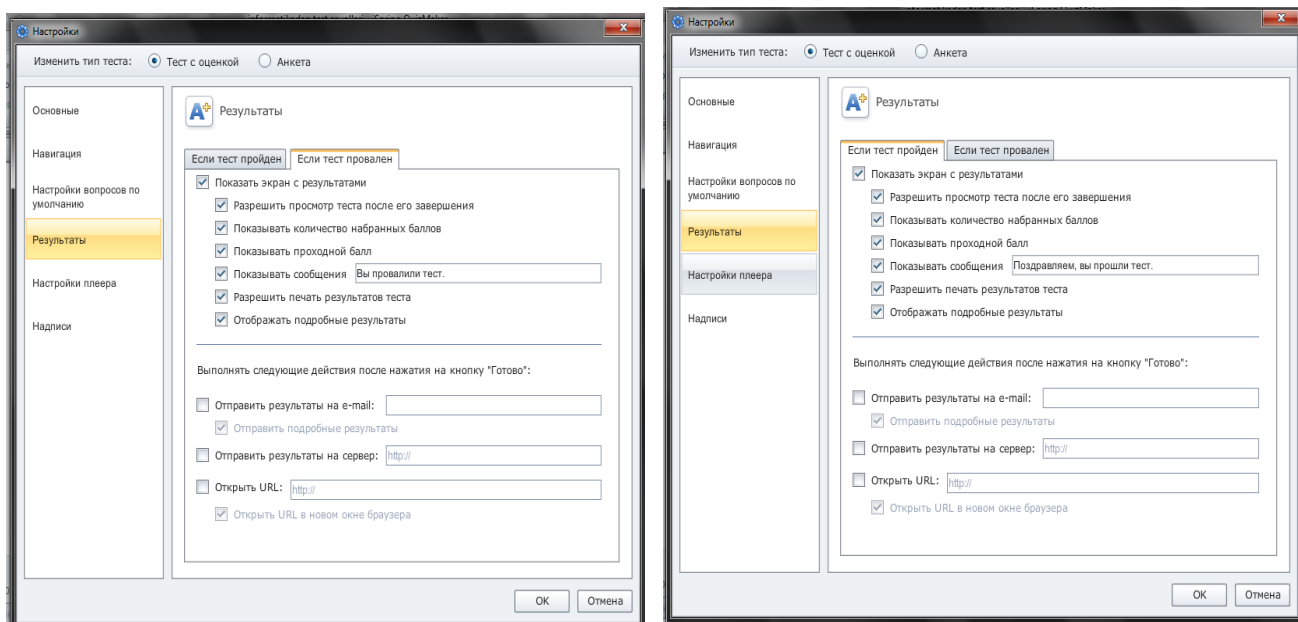 Настройки
Изменить тип теста: Тест с оценкой Анкета
Основные
Навигация
Настройки вопросов по
умолчанию
Результаты
Настройки плеера
Надписи
Результаты
Если тест пройден Если тест провален
Показать экран с результатами
Разрешить просмотр теста после его завершения
Показывать количество набранных баллов
Показывать проходной балл
Показывать сообщения Вы провалили тест.
Разрешить печать результатов теста
Отображать подробные результаты
Выполнять следующие действия после нажатия на кнопку "Готово":
Отправить результаты на e-mail:
Отправить подробные результаты
Отправить результаты на сервер: http://
Открыть URL: http://
Открыть URL в новом окне браузера
OK Отмена
Настройки
Изменить тип теста: Тест с оценкой Анкета
Основные
Навигация
Настройки вопросов по
умолчанию
Результаты
Настройки плеера
Надписи
Результаты
Если тест пройден Если тест провален
Показать экран с результатами
Разрешить просмотр теста после его завершения
Показывать количество набранных баллов
Показывать проходной балл
Показывать сообщения Поздравляем, вы прошли тест.
Разрешить печать результатов теста
Отображать подробные результаты
Выполнять следующие действия после нажатия на кнопку "Готово":
Отправить результаты на e-mail:
Отправить подробные результаты
Отправить результаты на сервер: http://
Открыть URL: http://
Открыть URL в новом окне браузера
OK Отмена